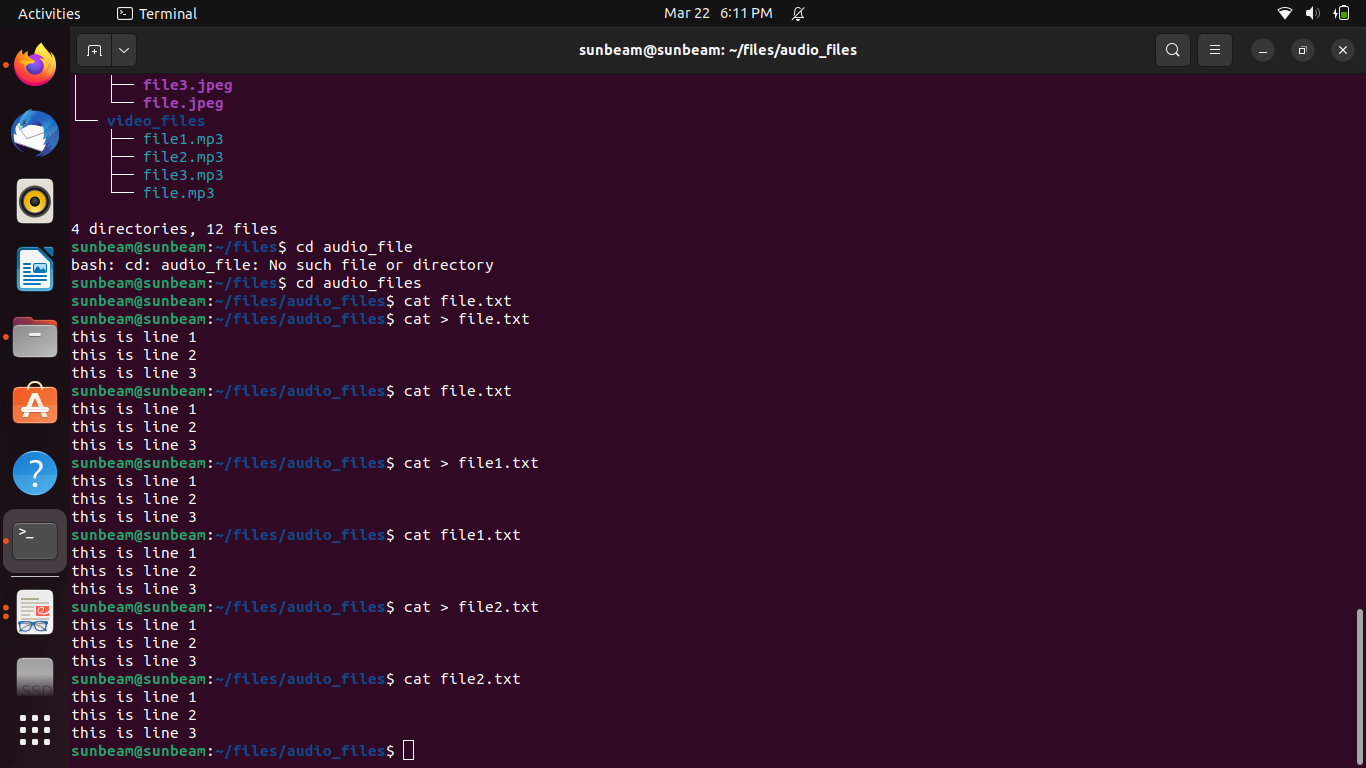 Activities
Terminal
Mar 22 6:11 PM
sunbeam@sunbeam: ~/files/audio_files
file3.jpeg
file.jpeg
video_files
file1.mp3
file2.mp3
file3.mp3
file.mp3
4 directories, 12 files
sunbeam@sunbeam:~/files$ cd audio_file
bash: cd: audio_file: No such file or directory
sunbeam@sunbeam:~/files$ cd audio_files
sunbeam@sunbeam:~/files/audio_files$ cat file.txt
sunbeam@sunbeam:~/files/audio_files$ cat > file.txt
this is line 1
this is line 2
this is line 3
sunbeam@sunbeam:~/files/audio_files$ cat file.txt
this is line 1
this is line 2
this is line 3
sunbeam@sunbeam:~/files/audio_files$ cat > file1.txt
this is line 1
this is line 2
this is line 3
sunbeam@sunbeam:~/files/audio_files$ cat file1.txt
this is line 1
this is line 2
this is line 3
sunbeam@sunbeam:~/files/audio_files$ cat > file2.txt
this is line 1
this is line 2
this is line 3
sunbeam@sunbeam:~/files/audio_files$ cat file2.txt
this is line 1
this is line 2
this is line 3
sunbeam@sunbeam:~/files/audio_files$
?
>_
SSD